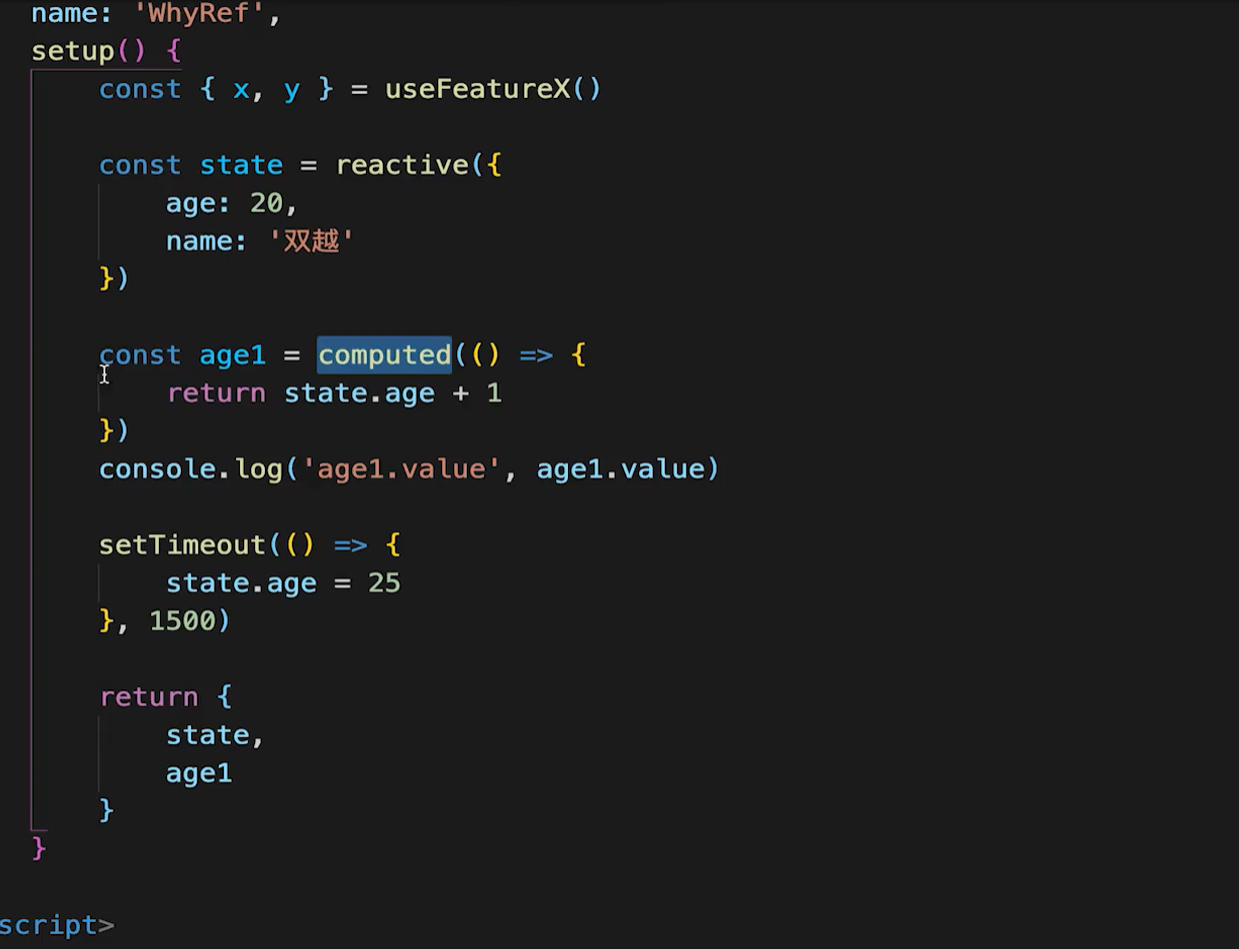 name: 'WhyRef',
setup() {
const { x, y } = useFeatureX()
const state = reactive({
age: 20,
name: '双越'
})
const age1 = computed(() => {
return state.age + 1
})
console.log('age1.value', age1.value)
setTimeout(() => {
state.age = 25
}, 1500)
return {
state,
age1
}
}
script>